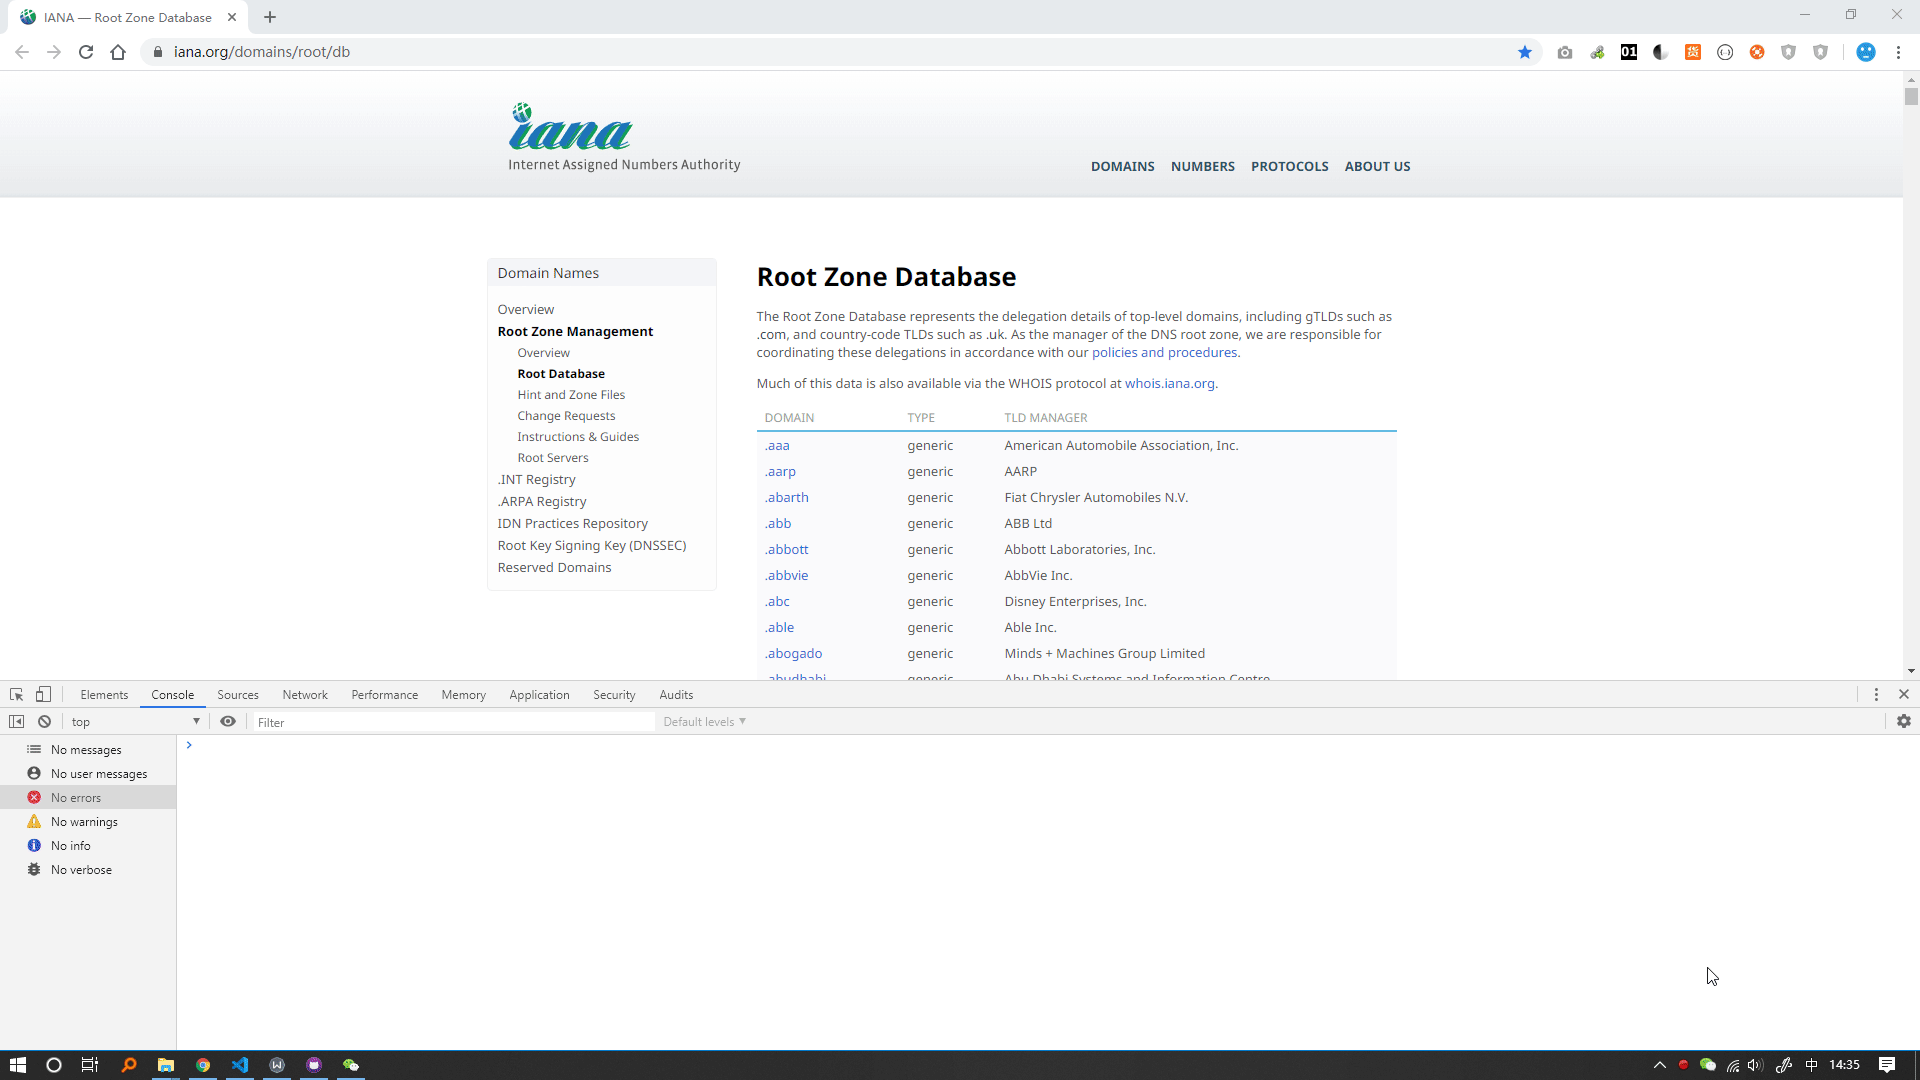 IANA — Root Zone Database
iana.org/domains/root/db
01
iana
Internet Assigned Numbers Authority
DOMAINS NUMBERS PROTOCOLS ABOUT US
Domain Names
Overview
Root Zone Management
Overview
Root Database
Hint and Zone Files
Change Requests
Instructions & Guides
Root Servers
.INT Registry
.ARPA Registry
IDN Practices Repository
Root Key Signing Key (DNSSEC)
Reserved Domains
Root Zone Database
The Root Zone Database represents the delegation details of top-level domains, including gTLDs such as
.com, and country-code TLDs such as .uk. As the manager of the DNS root zone, we are responsible for
coordinating these delegations in accordance with our policies and procedures.
Much of this data is also available via the WHOIS protocol at whois.iana.org.
DOMAIN TYPE TLD MANAGER
.aaa generic American Automobile Association, Inc.
.aarp generic AARP
.abarth generic Fiat Chrysler Automobiles N.V.
.abb generic ABB Ltd
.abbott generic Abbott Laboratories, Inc.
.abbvie generic AbbVie Inc.
.abc generic Disney Enterprises, Inc.
.able generic Able Inc.
.abogado generic Minds + Machines Group Limited
.abudhabi generic Abu Dhabi Systems and Information Centre
Elements Console Sources Network Performance Memory Application Security Audits
top Filter Default levels
No messages
No user messages
No errors
No warnings
No info
No verbose
中 14:35